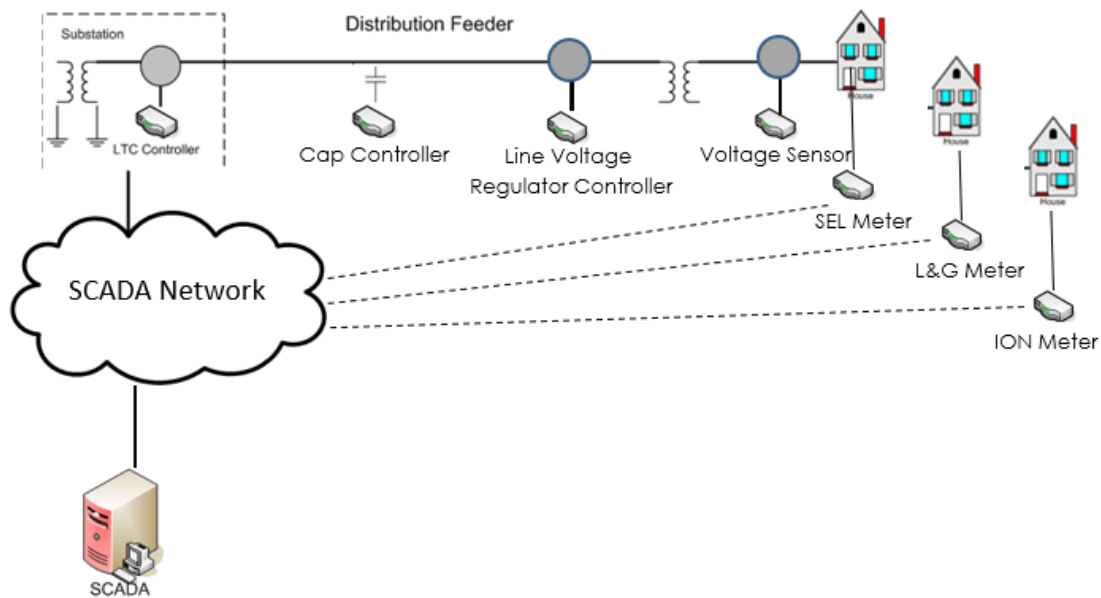 Substation
Distribution Feeder
LTC Controller
Cap Controller
Line Voltage
Regulator Controller
Voltage Sensor
House
SEL Meter
House
L&G Meter
House
ION Meter
SCADA Network
SCADA